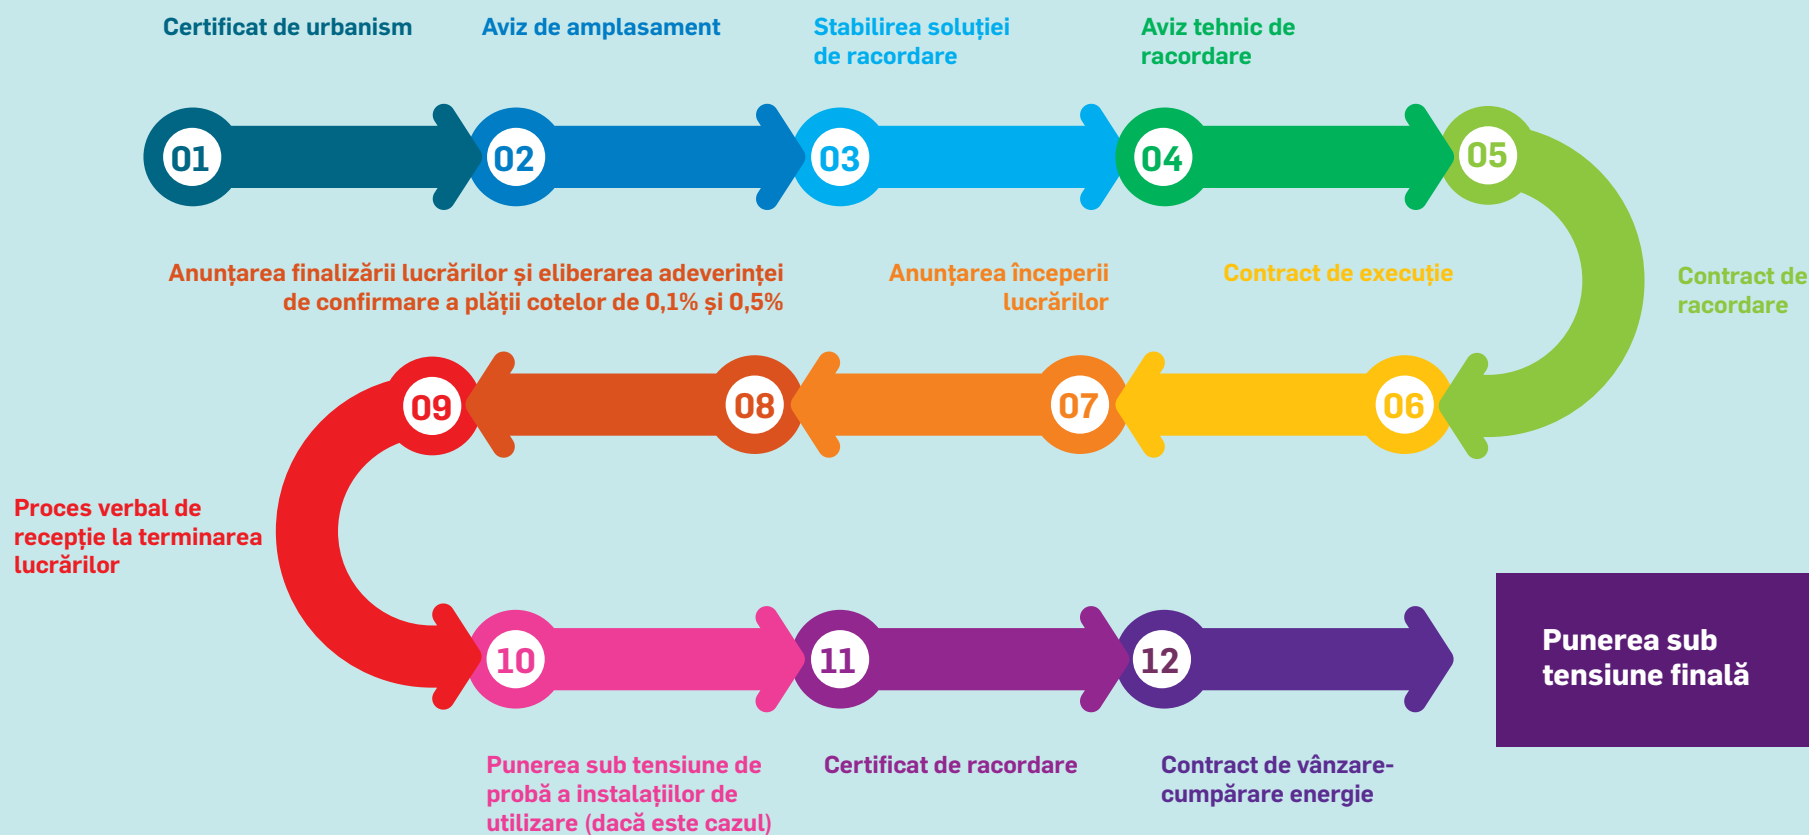 Certificat de urbanism
Aviz de amplasament
Stabilirea soluției
de racordare
Aviz tehnic de
racordare
01
02
03
04
05
Contract de
racordare
Contract de execuție
Anunțarea începerii
lucrărilor
Anunțarea finalizării lucrărilor și eliberarea adeverinței
de confirmare a plății cotelor de 0,1% și 0,5%
06
07
08
09
Proces verbal de
recepție la terminarea
lucrărilor
10
11
12
Punerea sub
tensiune finală
Punerea sub tensiune de
probă a instalațiilor de
utilizare (dacă este cazul)
Certificat de racordare
Contract de vânzare-
cumpărare energie